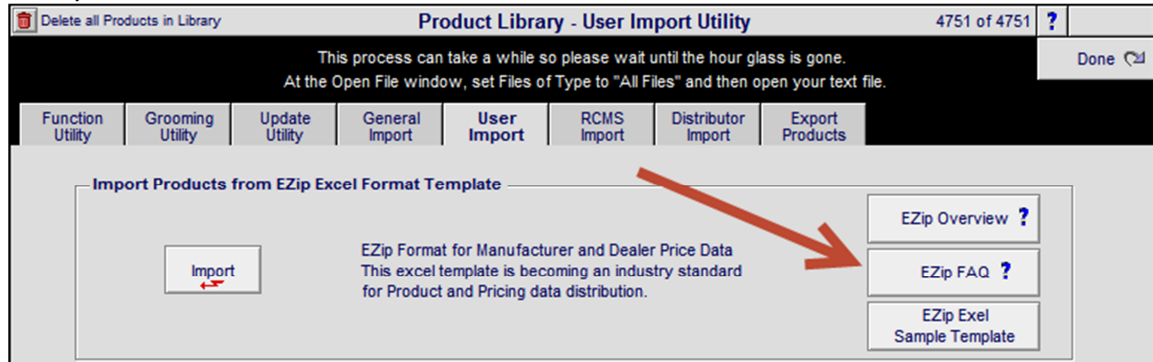 Delete all Products in Library
Product Library - User Import Utility
4751 of 4751
?
This process can take a while so please wait until the hour glass is gone.
At the Open File window, set Files of Type to "All Files" and then open your text file.
Done
Function Utility
Grooming Utility
Update Utility
General Import
User Import
RCMS Import
Distributor Import
Export Products
Import Products from EZip Excel Format Template
Import
EZip Format for Manufacturer and Dealer Price Data
This excel template is becoming an industry standard
for Product and Pricing data distribution.
EZip Overview ?
EZip FAQ ?
EZip Exel
Sample Template